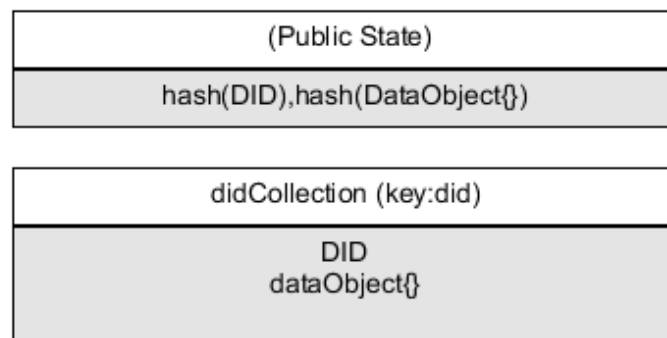 (Public State)
hash(DID),hash(DataObject{})
didCollection (key:did)
DID
dataObject{}